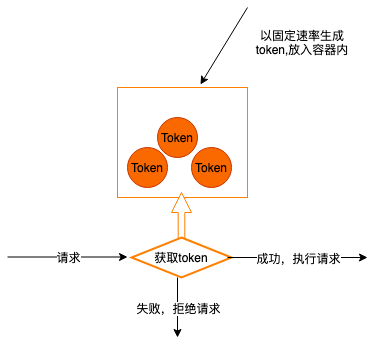 以固定速率生成
token,放入容器内
Token
Token
Token
请求
获取token
成功，执行请求
失败，拒绝请求